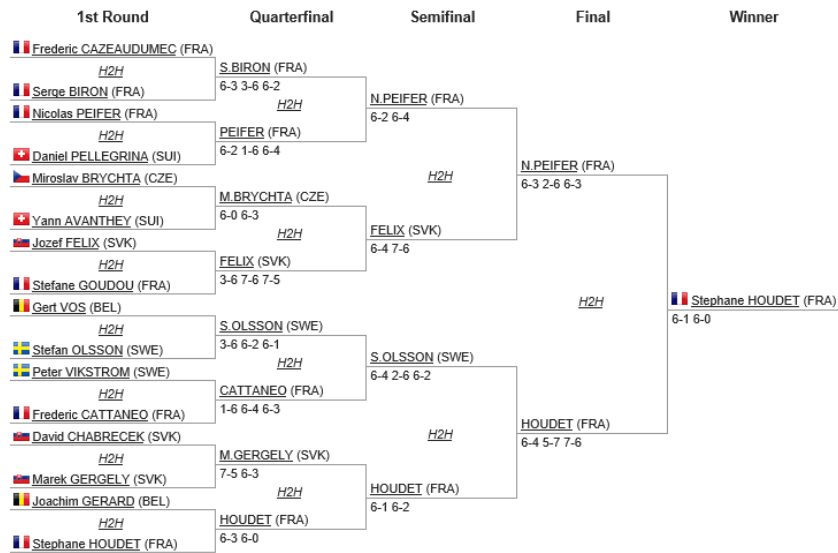 1st Round Quarterfinal Semifinal Final Winner
Frederic CAZEAUDUMEC (FRA)
H2H
S.BIRON (FRA)
6-3 3-6 6-2
Serge BIRON (FRA)
H2H
N.PEIFER (FRA)
6-2 6-4
Nicolas PEIFER (FRA)
H2H
PEIFER (FRA)
6-2 1-6 6-4
Daniel PELLEGRINA (SUI)
H2H
N.PEIFER (FRA)
6-3 2-6 6-3
Miroslav BRYCHTA (CZE)
H2H
M.BRYCHTA (CZE)
6-0 6-3
Yann AVANTHEY (SUI)
H2H
FELIX (SVK)
6-4 7-6
Jozef FELIX (SVK)
H2H
FELIX (SVK)
3-6 7-6 7-5
Stefane GOUDOU (FRA)
H2H
Stephane HOUDET (FRA)
6-1 6-0
Gert VOS (BEL)
H2H
S.OLSSON (SWE)
3-6 6-2 6-1
Stefan OLSSON (SWE)
H2H
S.OLSSON (SWE)
6-4 2-6 6-2
Peter VIKSTROM (SWE)
H2H
CATTANEO (FRA)
1-6 6-4 6-3
Frederic CATTANEO (FRA)
H2H
HOUDET (FRA)
6-4 5-7 7-6
David CHABRECEK (SVK)
H2H
M.GERGELY (SVK)
7-5 6-3
Marek GERGELY (SVK)
H2H
HOUDET (FRA)
6-1 6-2
Joachim GERARD (BEL)
H2H
HOUDET (FRA)
6-3 6-0
Stephane HOUDET (FRA)